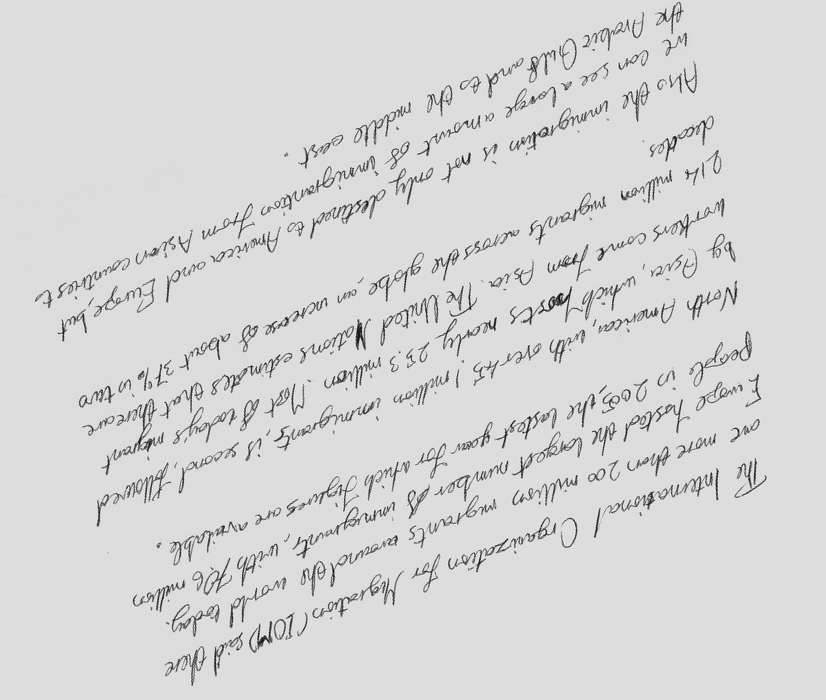 The International Organization for Migration (IOM) said there
are more than 200 million migrants around the world today.
Europe hosted the largest number of immigrants, with 70.6 million
people in 2005, the lastest year for which figures are available.
North America, with over 45.1 million immigrants, is second, followed
by Asia, which hosts nearly 25.3 million. Most of today's migrant
workers come from Asia. The United Nations estimates that there are
214 million migrants across the globe, an increase of about 37% in two
decades.
Also the immigration is not only destined to America and Europe, but
we can see a large amount of immigrantion from Asian countries to
the Arabic Gulf and to the middle east.